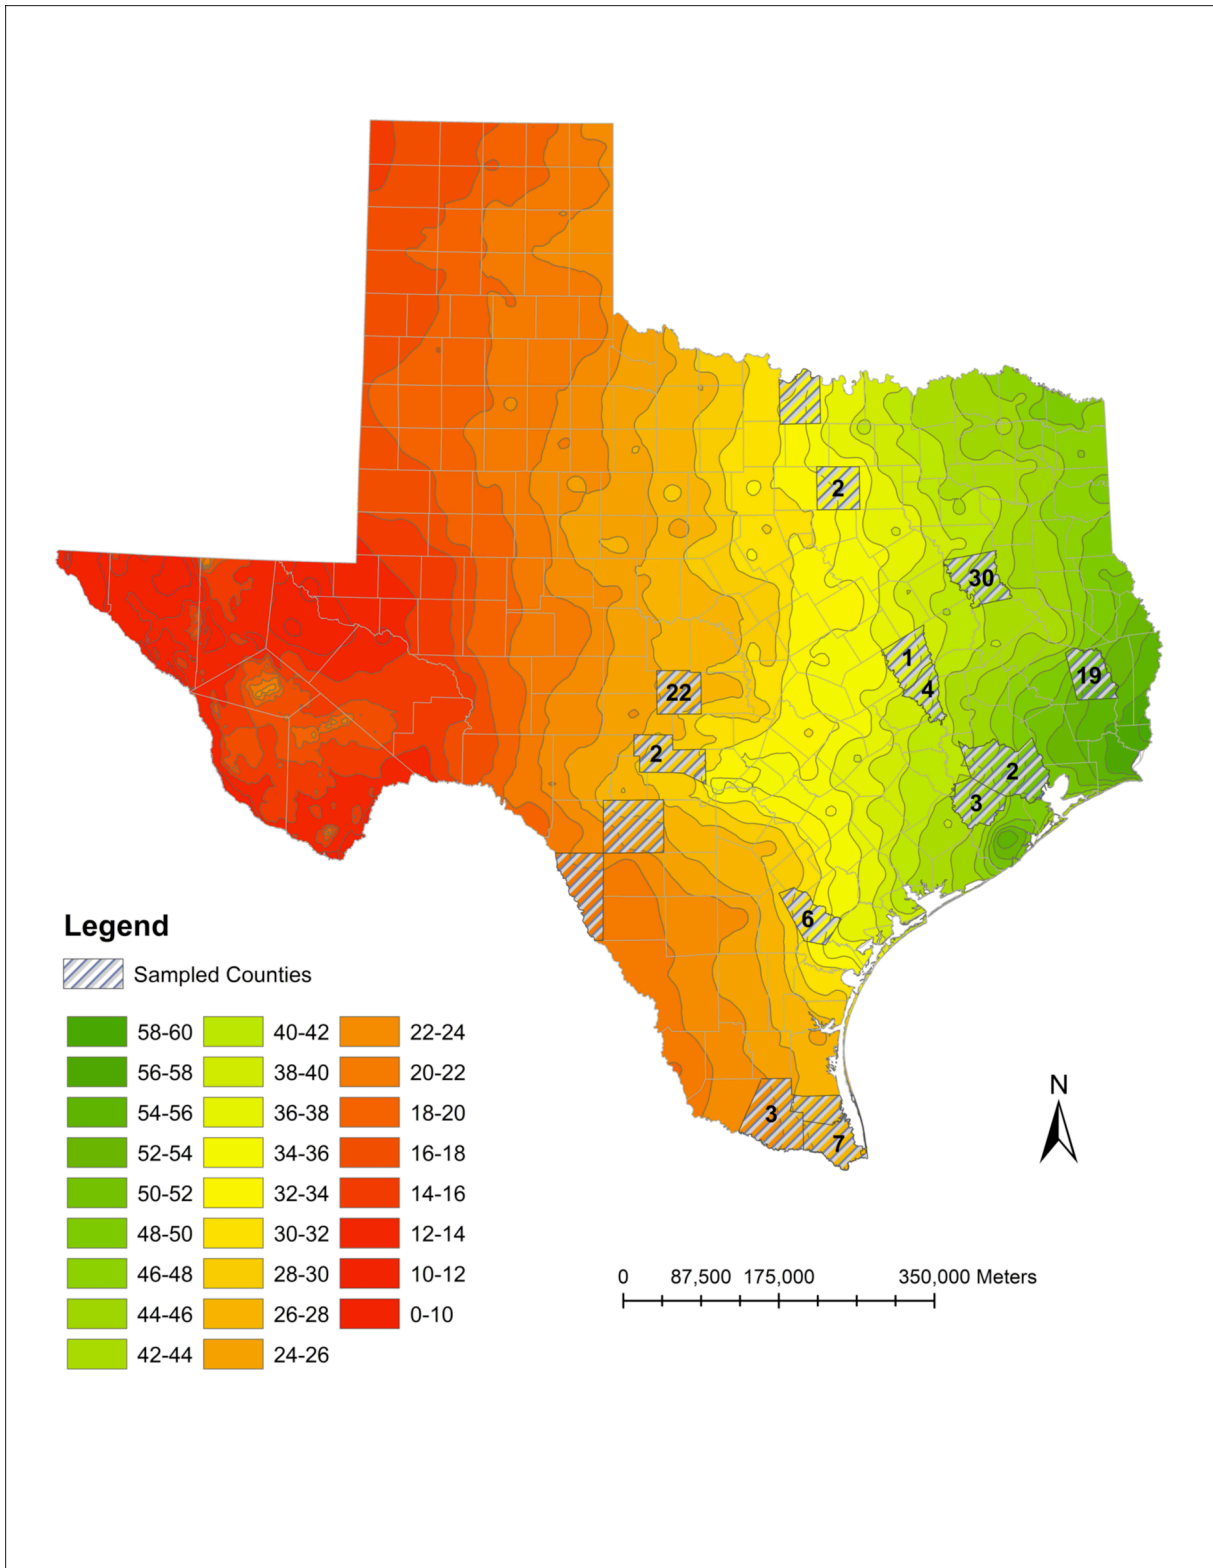 2
30
1
19
4
22
2
2
3
6
3
7
Legend
Sampled Counties
58-60 40-42 22-24
56-58 38-40 20-22
54-56 36-38 18-20
52-54 34-36 16-18
50-52 32-34 14-16
48-50 30-32 12-14
46-48 28-30 10-12
44-46 26-28 0-10
42-44 24-26
N
0 87,500 175,000 350,000 Meters